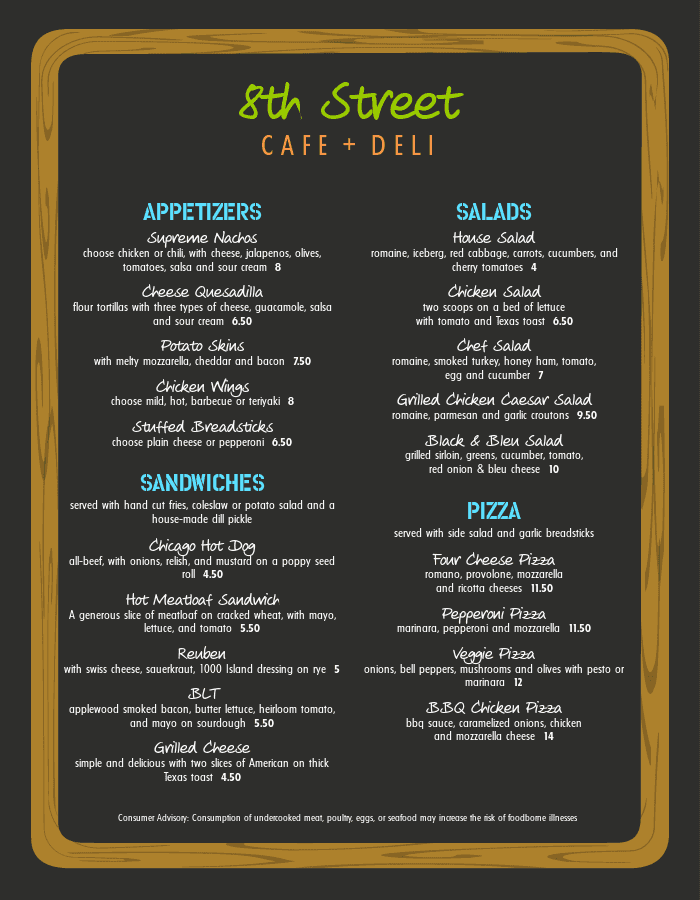 8th Street
CAFE + DELI
APPETIZERS
Supreme Nachos
choose chicken or chili, with cheese, jalapenos, olives,
tomatoes, salsa and sour cream 8
Cheese Quesadilla
flour tortillas with three types of cheese, guacamole, salsa
and sour cream 6.50
Potato Skins
with melty mozzarella, cheddar and bacon 7.50
Chicken Wings
choose mild, hot, barbecue or teriyaki 8
Stuffed Breadsticks
choose plain cheese or pepperoni 6.50
SANDWICHES
served with hand cut fries, coleslaw or potato salad and a
house-made dill pickle
Chicago Hot Dog
all-beef, with onions, relish, and mustard on a poppy seed
roll 4.50
Hot Meatloaf Sandwich
A generous slice of meatloaf on cracked wheat, with mayo,
lettuce, and tomato 5.50
Reuben
with swiss cheese, sauerkraut, 1000 Island dressing on rye 5
BLT
applewood smoked bacon, butter lettuce, heirloom tomato,
and mayo on sourdough 5.50
Grilled Cheese
simple and delicious with two slices of American on thick
Texas toast 4.50
SALADS
House Salad
romaine, iceberg, red cabbage, carrots, cucumbers, and
cherry tomatoes 4
Chicken Salad
two scoops on a bed of lettuce
with tomato and Texas toast 6.50
Chef Salad
romaine, smoked turkey, honey ham, tomato,
egg and cucumber 7
Grilled Chicken Caesar Salad
romaine, parmesan and garlic croutons 9.50
Black & Bleu Salad
grilled sirloin, greens, cucumber, tomato,
red onion & bleu cheese 10
PIZZA
served with side salad and garlic breadsticks
Four Cheese Pizza
romano, provolone, mozzarella
and ricotta cheeses 11.50
Pepperoni Pizza
marinara, pepperoni and mozzarella 11.50
Veggie Pizza
onions, bell peppers, mushrooms and olives with pesto or
marinara 12
BBQ Chicken Pizza
bbq sauce, caramelized onions, chicken
and mozzarella cheese 14
Consumer Advisory: Consumption of undercooked meat, poultry, eggs, or seafood may increase the risk of foodborne illnesses